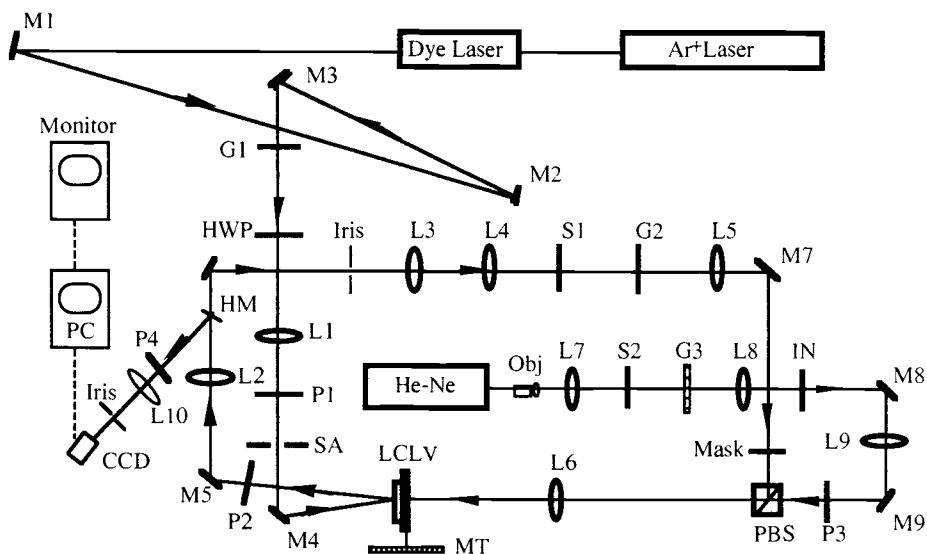 M1
Dye Laser
Ar+Laser
M3
Monitor
G1
M2
HWP
Iris
L3
L4
S1
G2
L5
M7
HM
PC
P4
L1
Obj
L7
S2
G3
L8
IN
M8
He-Ne
L2
P1
Iris
L10
SA
L9
CCD
LCLV
L6
Mask
M5
P2
M4
MT
PBS
P3
M9